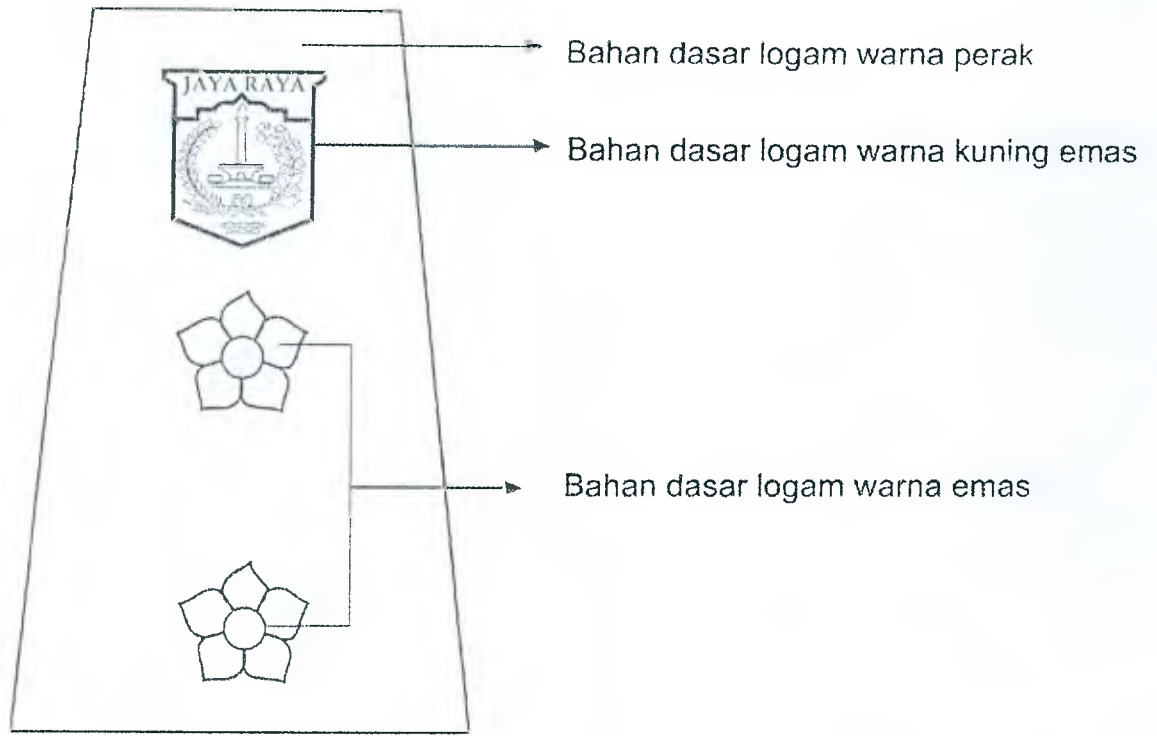 Bahan dasar logam warna perak
JAYA RAYA
Bahan dasar logam warna kuning emas
Bahan dasar logam warna emas